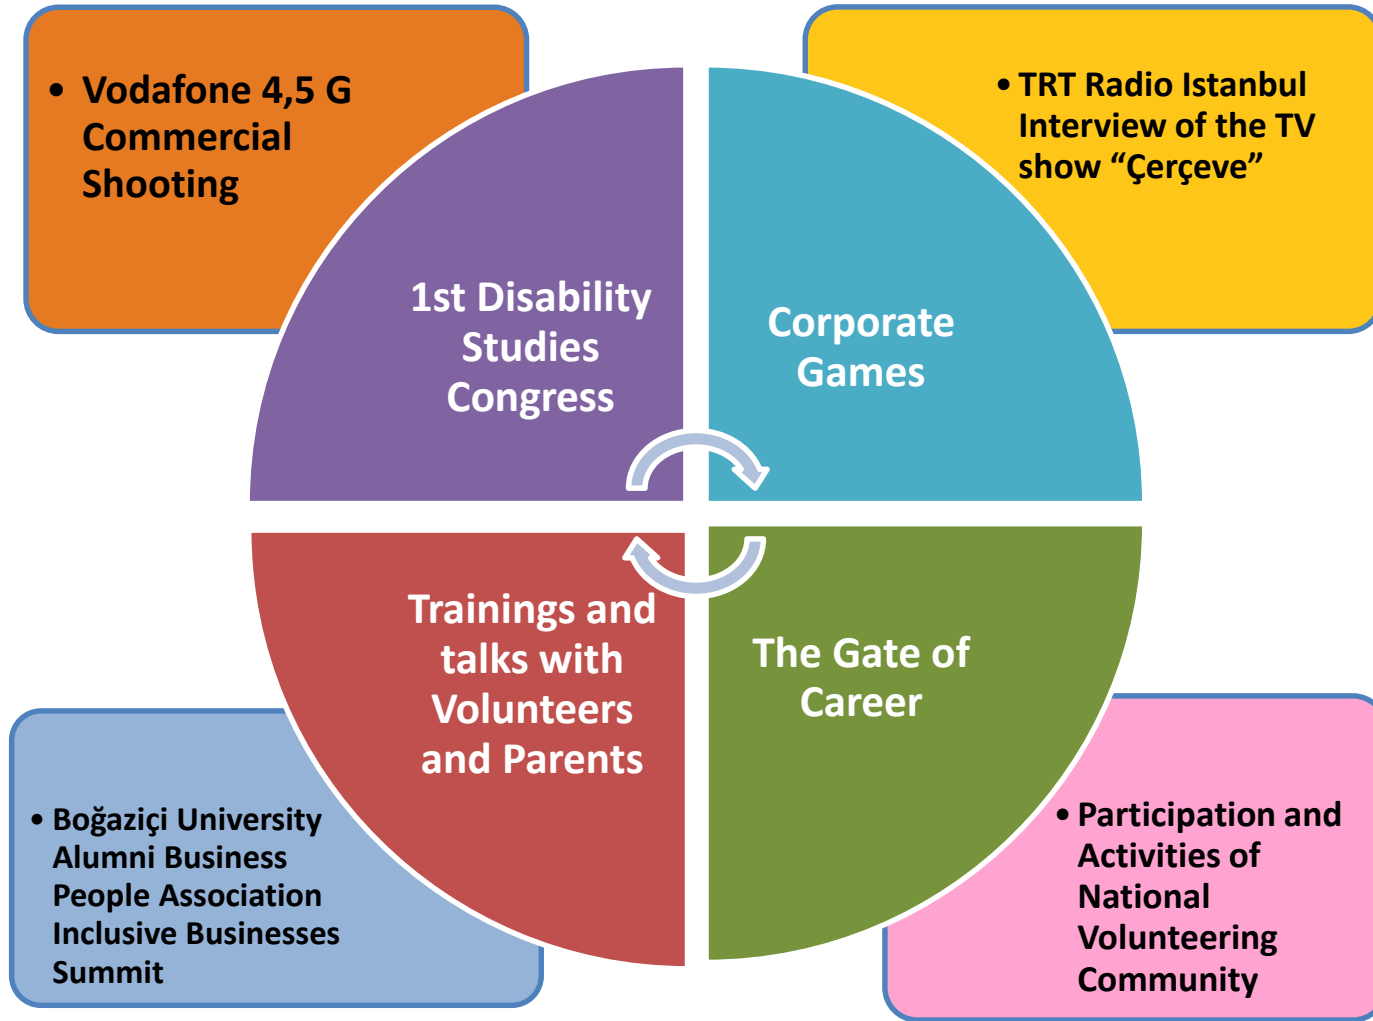 • Vodafone 4,5 G
Commercial
Shooting
• TRT Radio Istanbul
Interview of the TV
show “Çerçeve”
1st Disability
Studies
Congress
Corporate
Games
Trainings and
talks with
Volunteers
and Parents
The Gate of
Career
• Boğaziçi University
Alumni Business
People Association
Inclusive Businesses
Summit
• Participation and
Activities of
National
Volunteering
Community